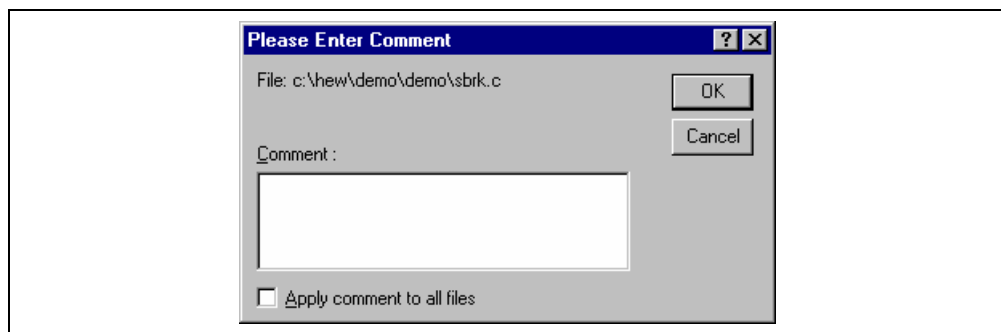 Please Enter Comment
File: c:\hew\demo\demo\sbrk.c
OK
Cancel
Comment :
Apply comment to all files